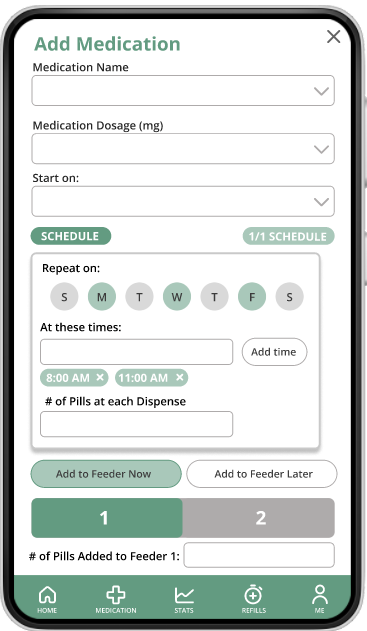 Add Medication
Medication Name
Medication Dosage (mg)
Start on:
SCHEDULE 1/1 SCHEDULE
Repeat on:
S M T W T F S
At these times:
Add time
8:00 AM × 11:00 AM ×
# of Pills at each Dispense
Add to Feeder Now Add to Feeder Later
1 2
# of Pills Added to Feeder 1:
HOME MEDICATION STATS REFILLS ME